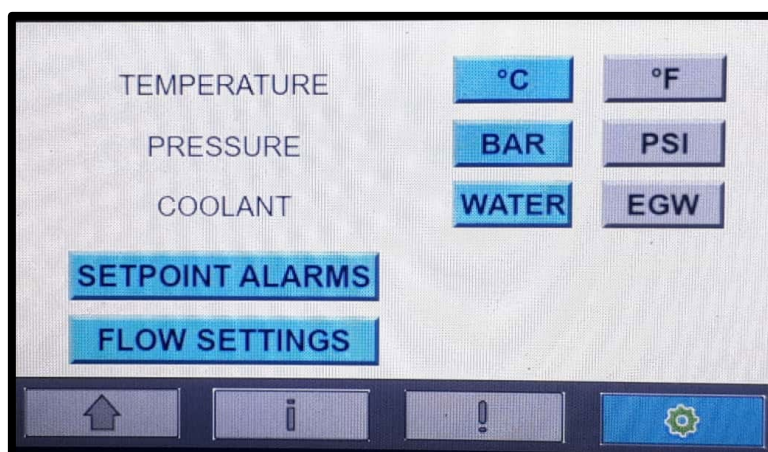 TEMPERATURE °C °F
PRESSURE BAR PSI
COOLANT WATER EGW
SETPOINT ALARMS
FLOW SETTINGS
i !